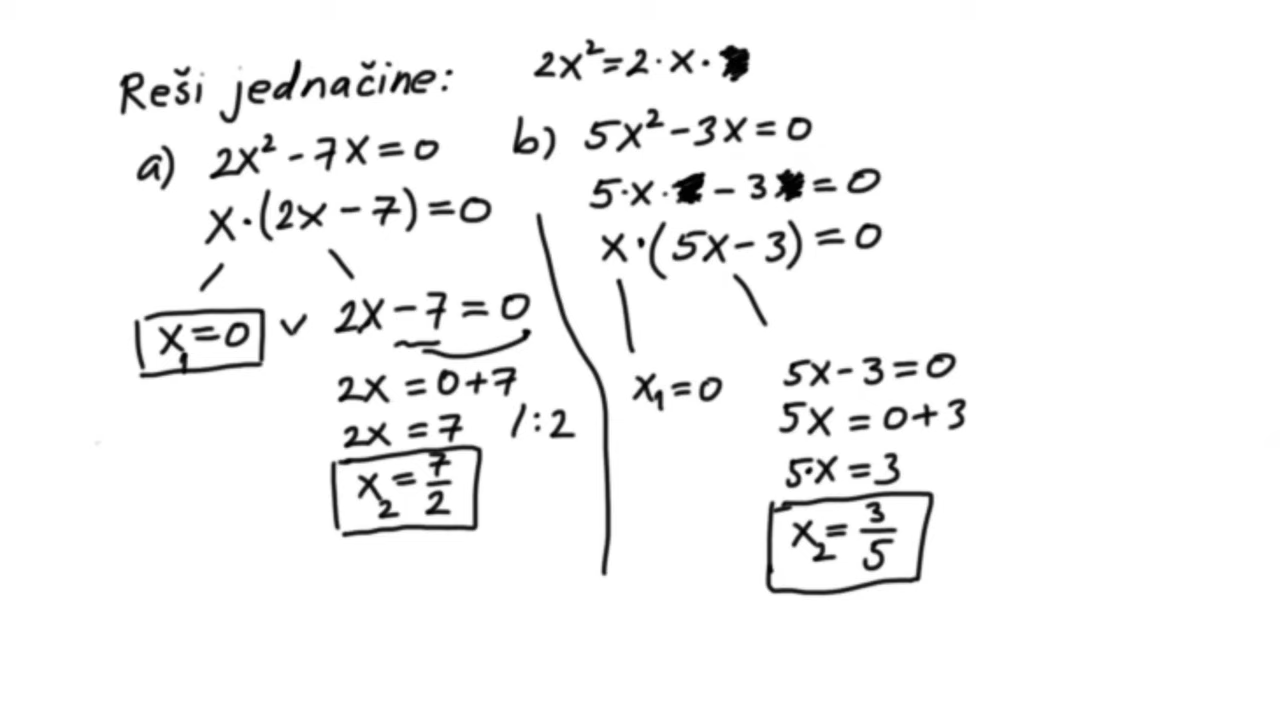 Reši jednačine:
2x² = 2·x·
a) 2x² - 7x = 0
x·(2x - 7) = 0
x₁ = 0 ∨ 2x - 7 = 0
2x = 0 + 7
2x = 7 /:2
x₂ = 7/2
b) 5x² - 3x = 0
5·x· - 3 = 0
x·(5x - 3) = 0
x₁ = 0
5x - 3 = 0
5x = 0 + 3
5·x = 3
x₂ = 3/5